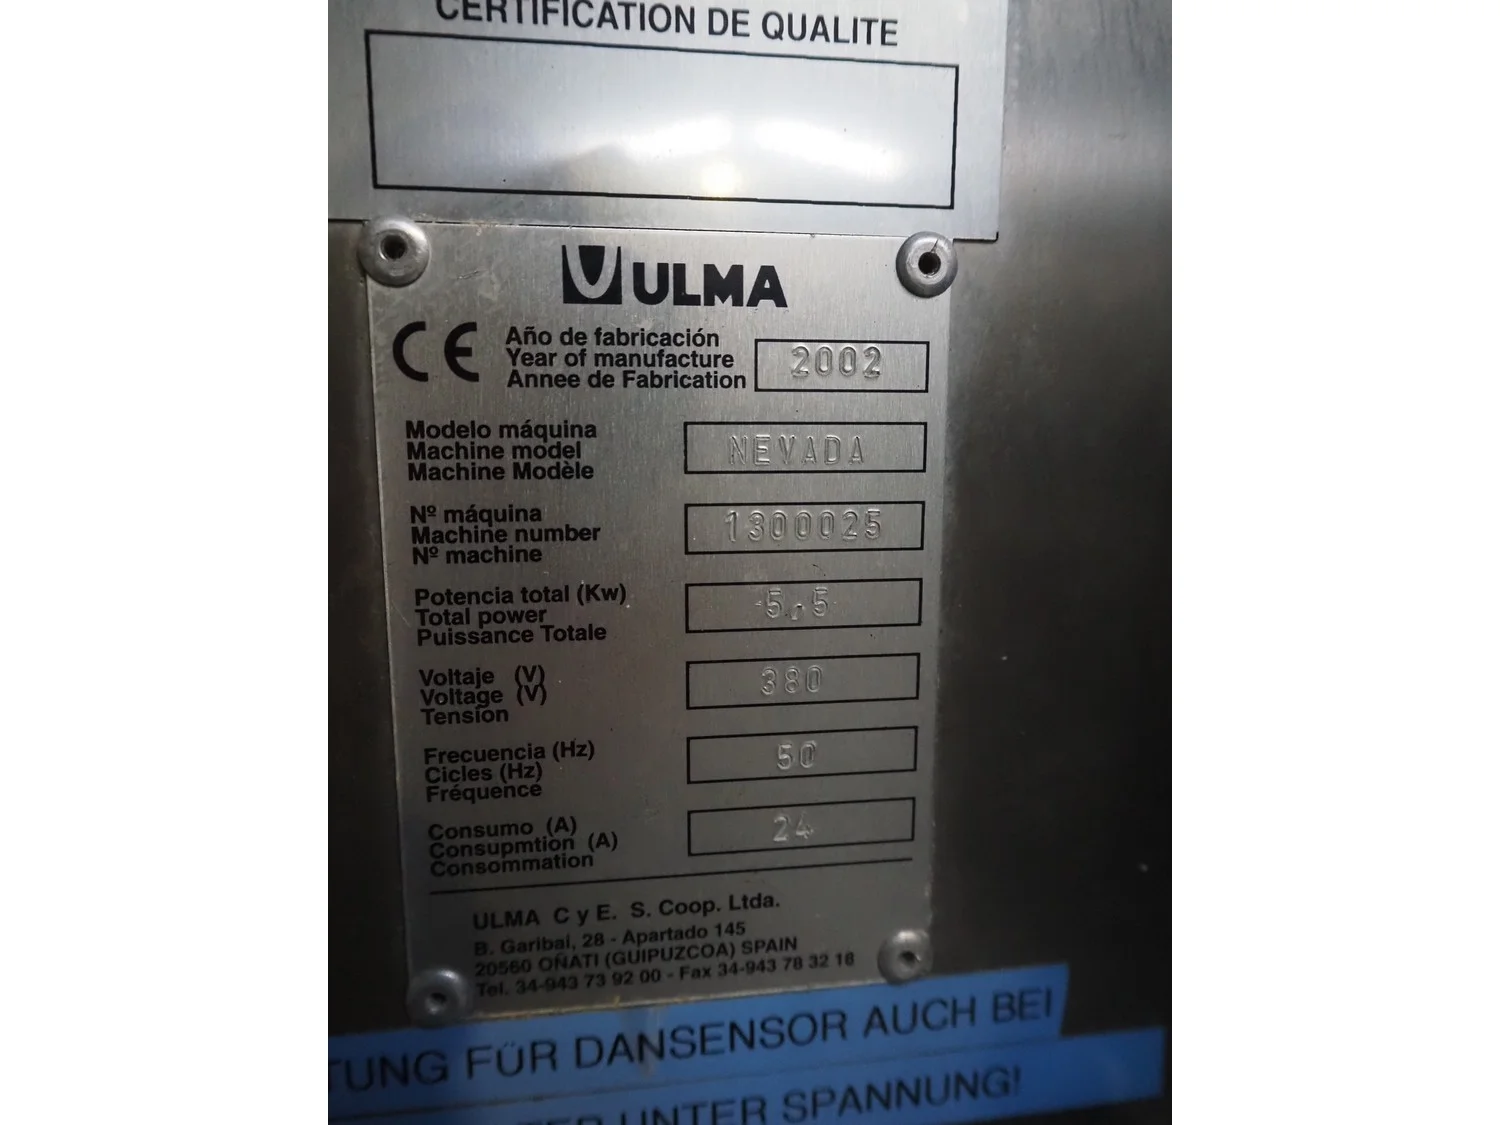 CERTIFICATION DE QUALITE
ULMA
CE
Año de fabricación
Year of manufacture
Annee de Fabrication
2002
Modelo máquina
Machine model
Machine Modèle
NEVADA
Nº máquina
Machine number
Nº machine
1300025
Potencia total (Kw)
Total power
Puissance Totale
5,5
Voltaje (V)
Voltage (V)
Tension
380
Frecuencia (Hz)
Cicles (Hz)
Fréquence
50
Consumo (A)
Consupmtion (A)
Consommation
24
ULMA C y E. S. Coop. Ltda.
B. Garibai, 28 - Apartado 145
20560 OÑATI (GUIPUZCOA) SPAIN
Tel. 34-943 73 92 00 - Fax 34-943 78 32 18
TUNG FÜR DANSENSOR AUCH BEI
TER UNTER SPANNUNG!